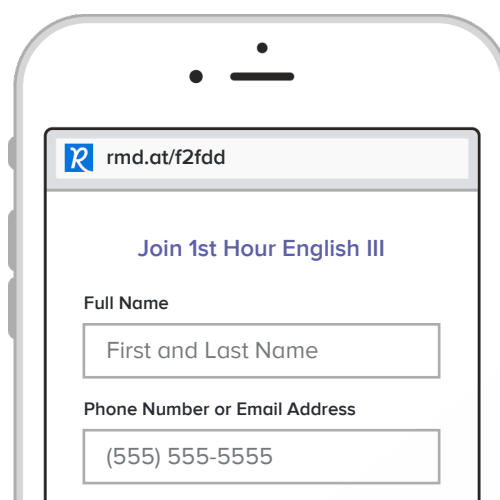 rmd.at/f2fdd
Join 1st Hour English III
Full Name
First and Last Name
Phone Number or Email Address
(555) 555-5555